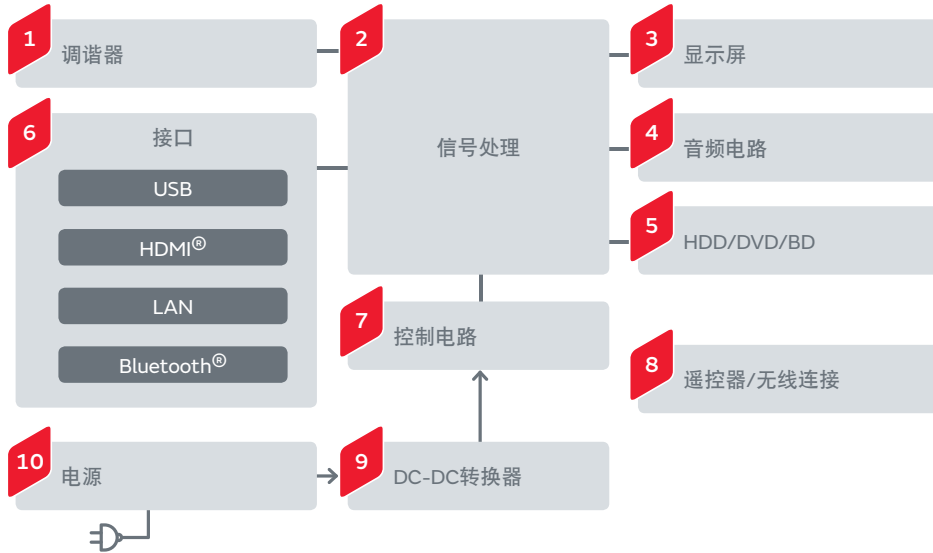 1
调谐器
2
信号处理
3
显示屏
4
音频电路
5
HDD/DVD/BD
6
接口
USB
HDMI®
LAN
Bluetooth®
7
控制电路
8
遥控器/无线连接
9
DC-DC转换器
10
电源